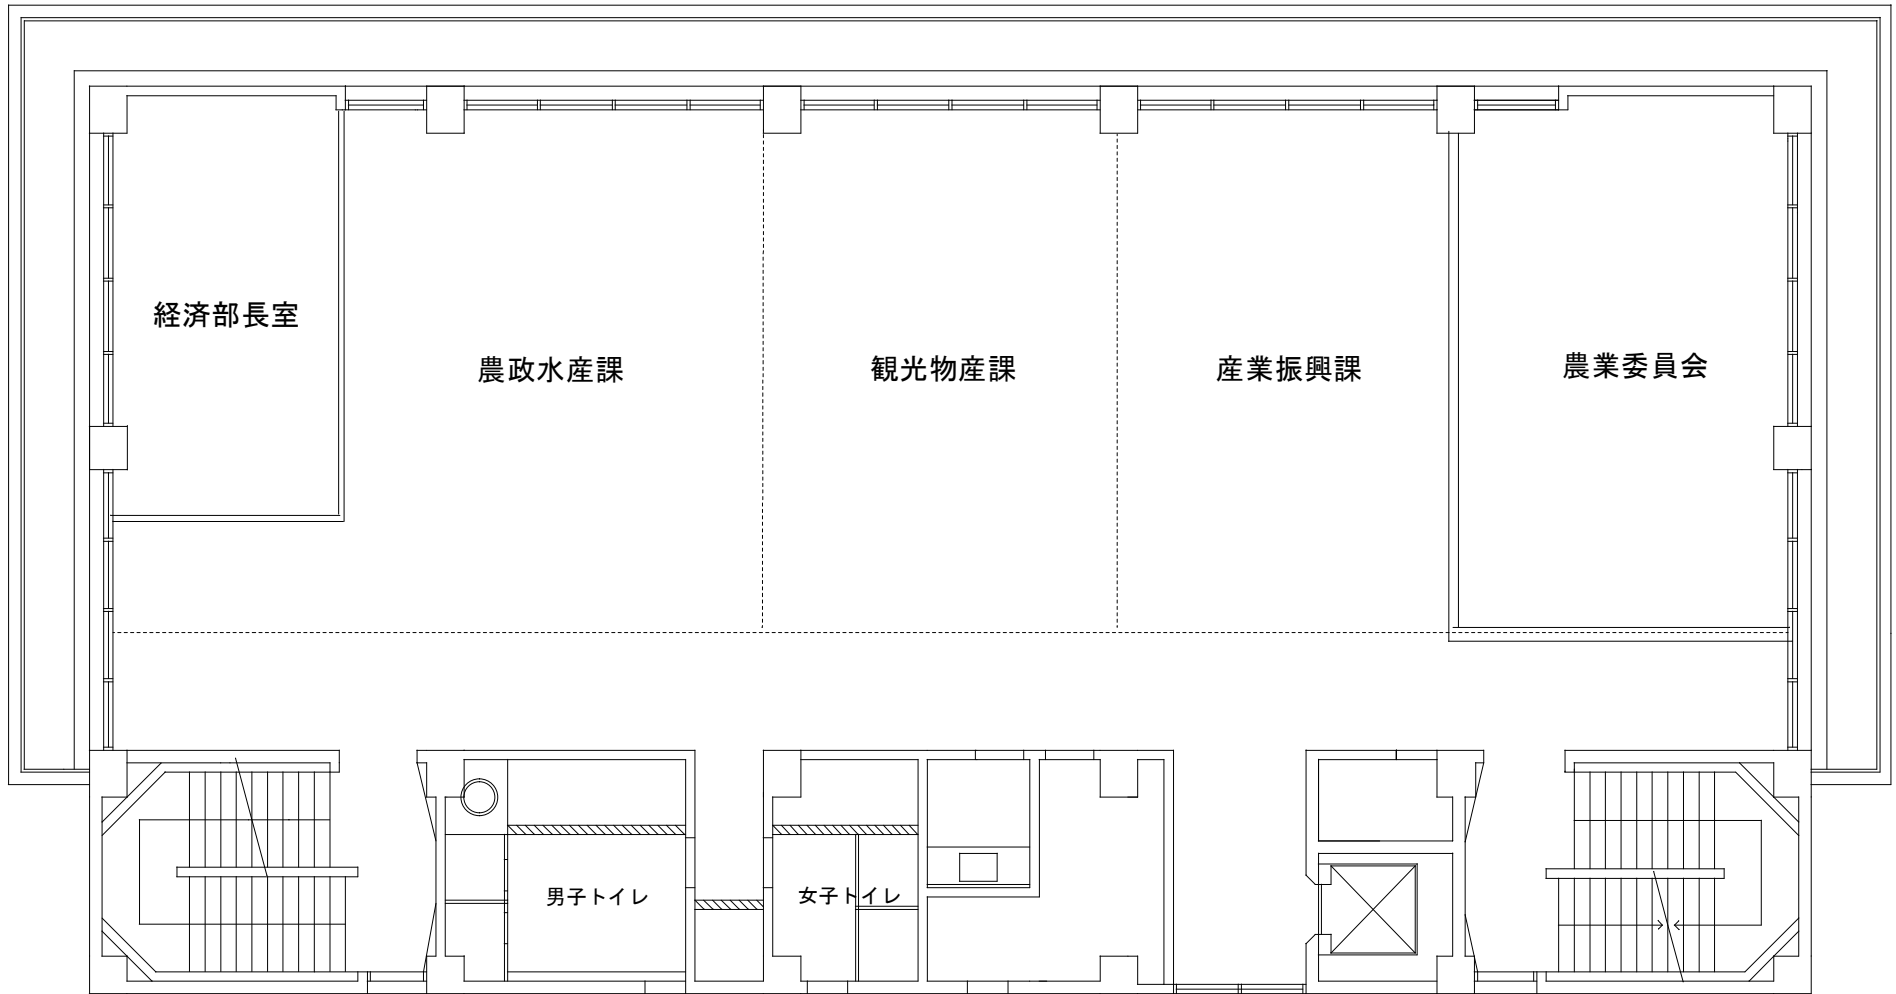 経済部長室
農政水産課
観光物産課
産業振興課
農業委員会
男子トイレ
女子トイレ